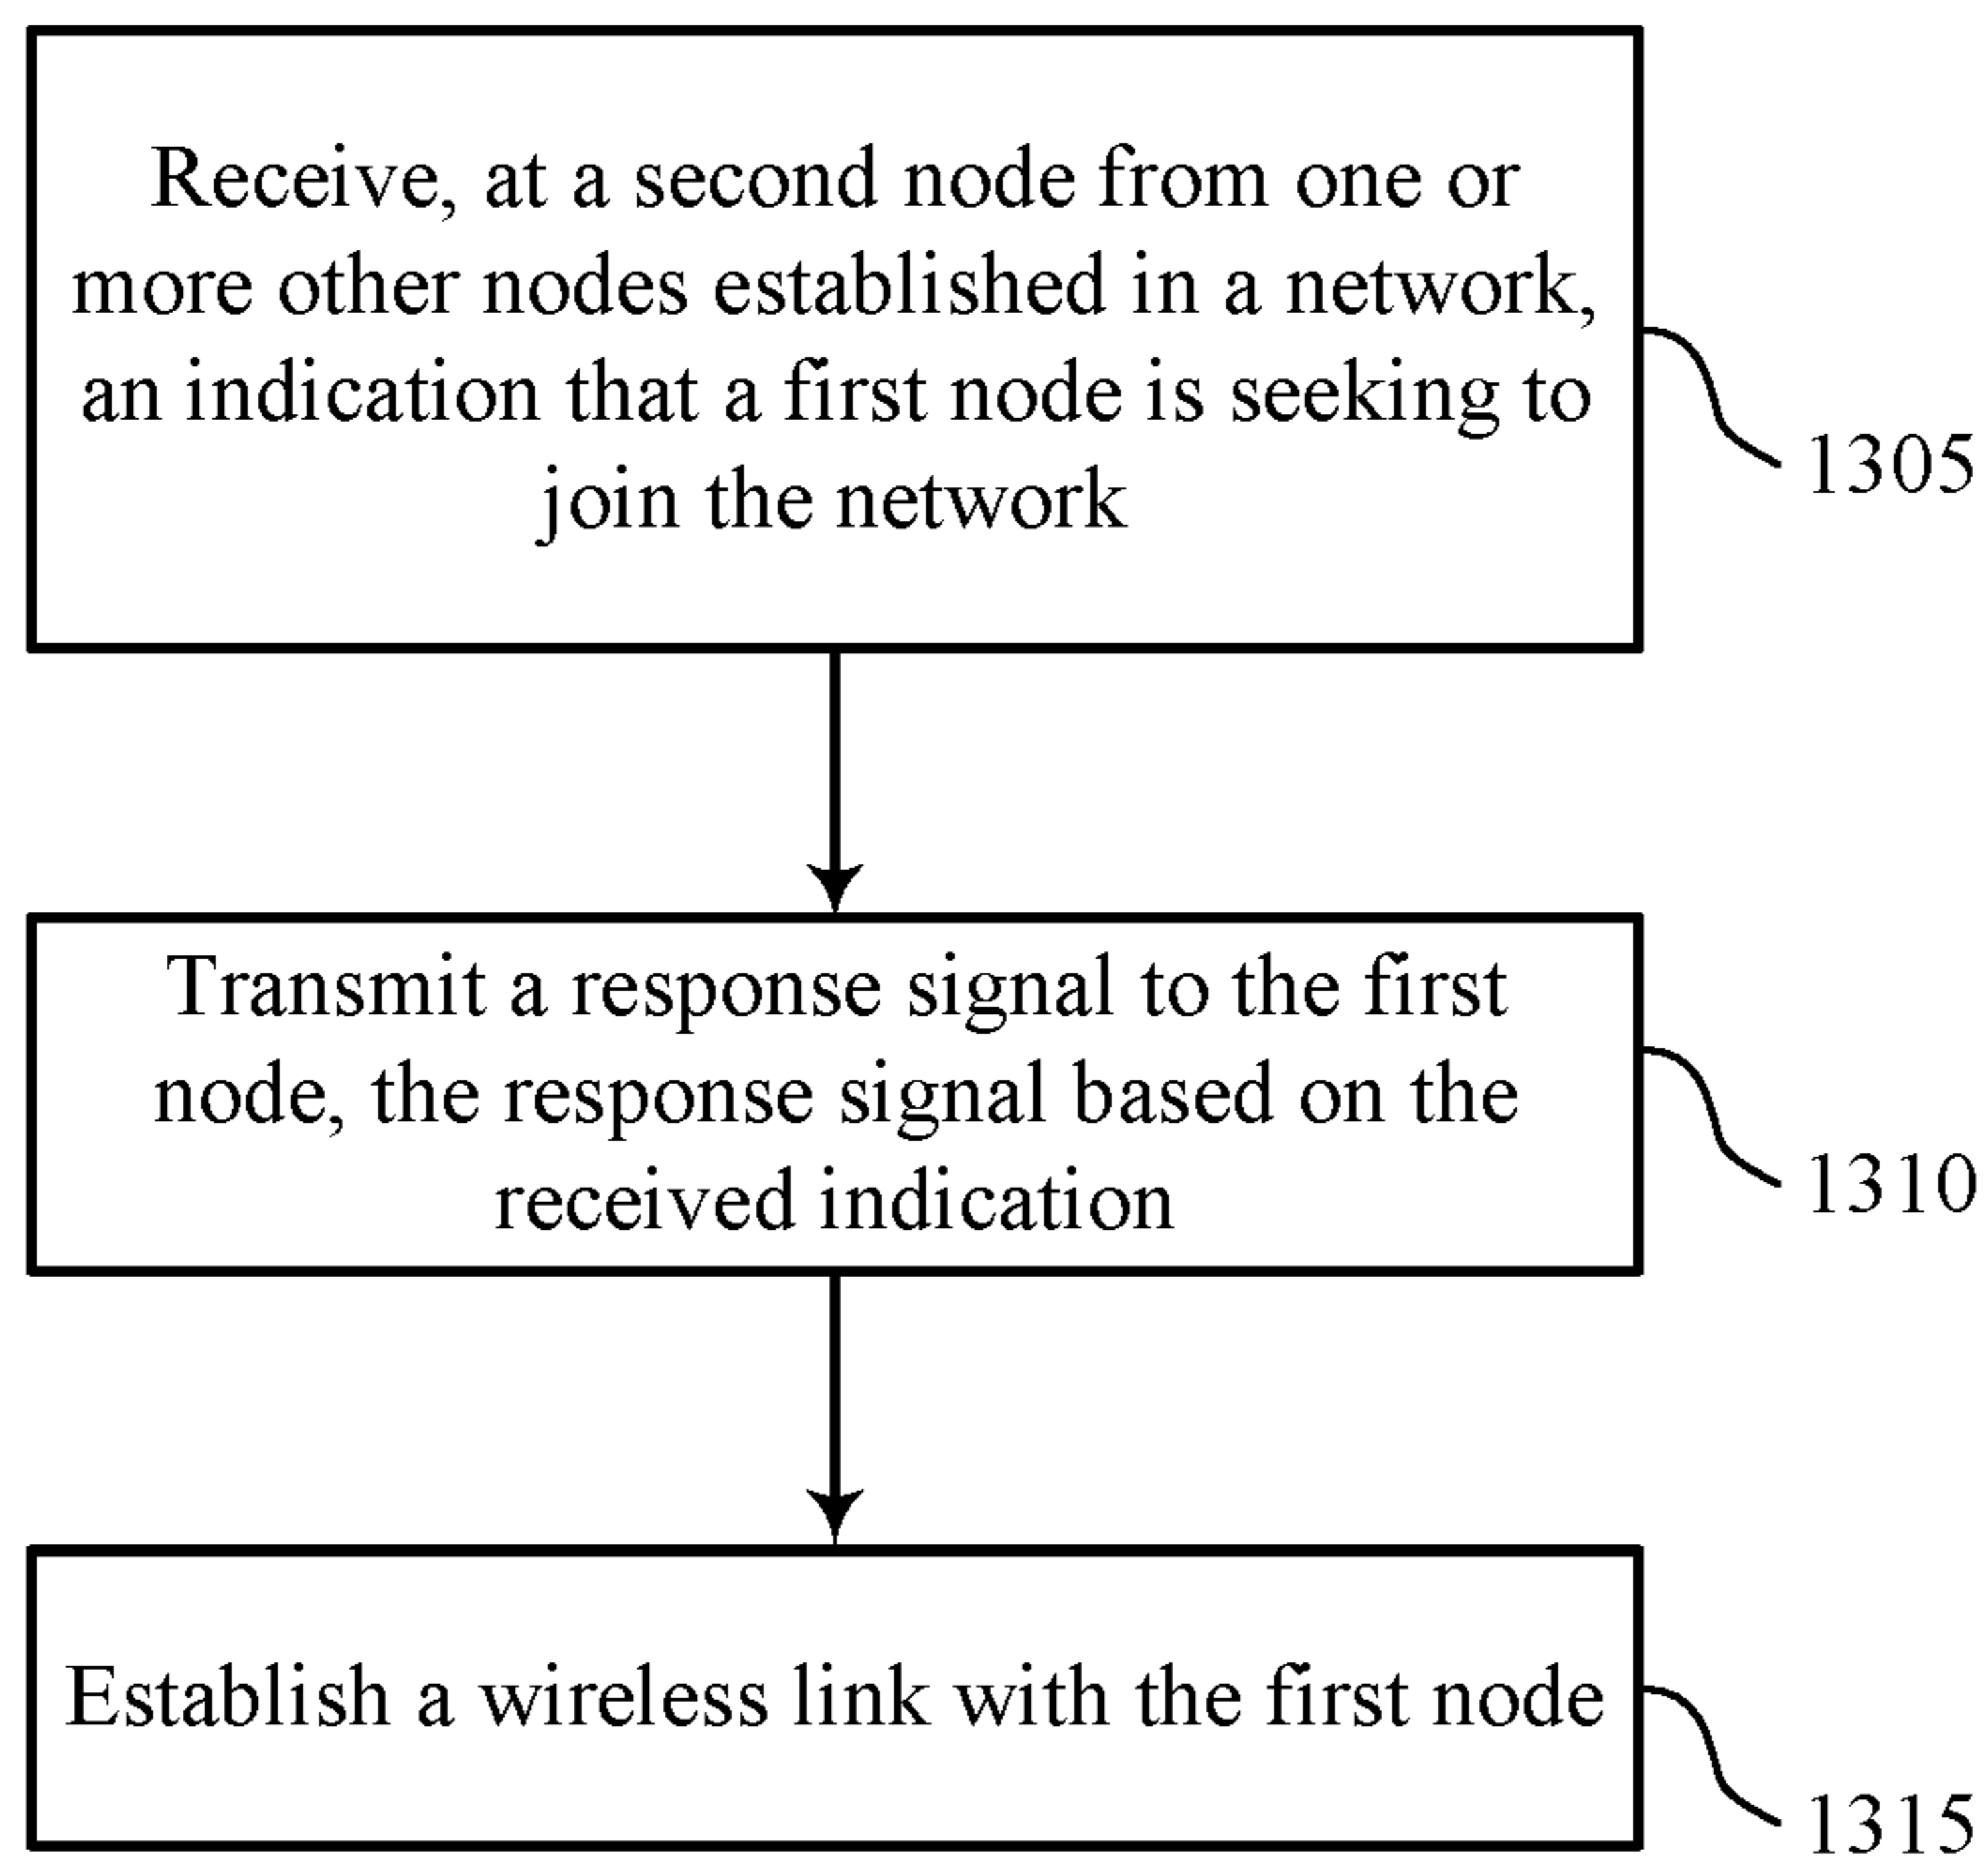 Receive, at a second node from one or
more other nodes established in a network,
an indication that a first node is seeking to
join the network
1305
Transmit a response signal to the first
node, the response signal based on the
received indication
1310
Establish a wireless link with the first node
1315